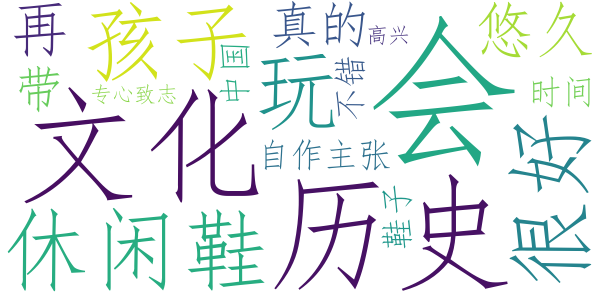 再
孩子
真的
高兴
悠久
带
专心致志
中国
玩
不错
会
时间
文化
自作主张
很好
休闲鞋
历史
鞋子